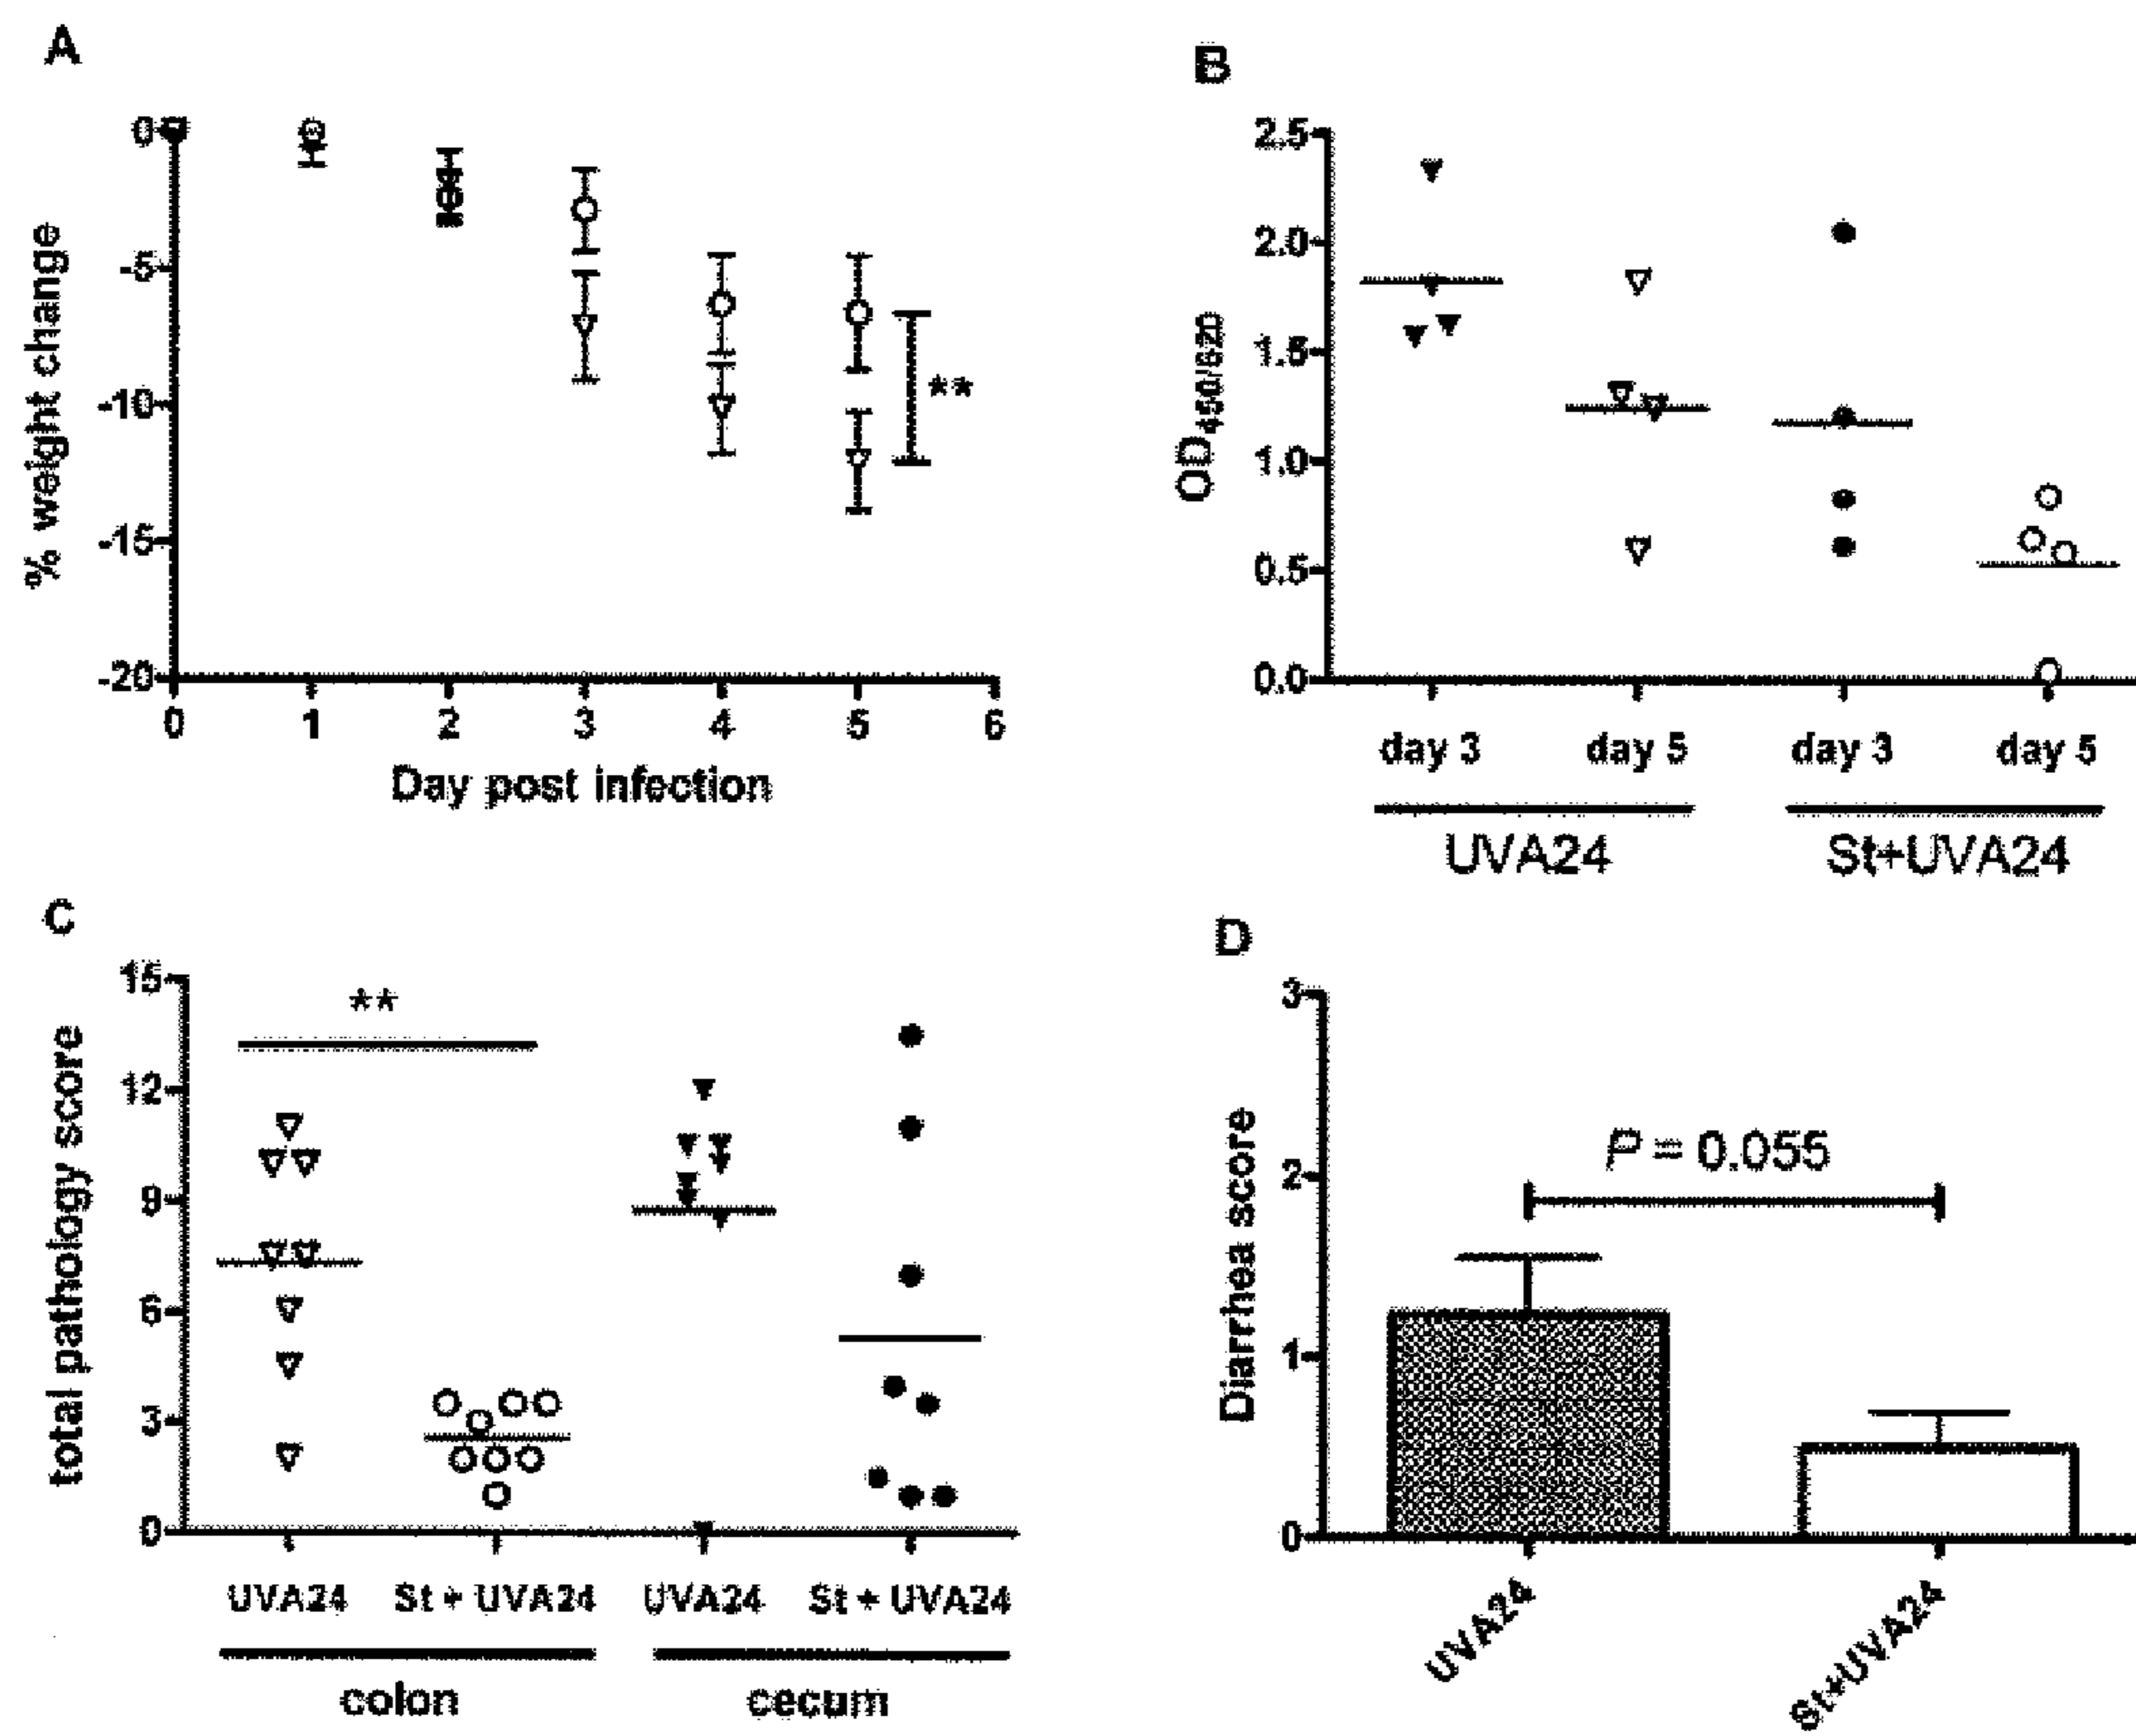 A
0
-5
-10
-15
-20
% weight change
**
0 1 2 3 4 5 6
Day post infection
B
2.5
2.0
1.5
1.0
0.5
0.0
OD450/620
day 3 day 5 day 3 day 5
UVA24 St+UVA24
C
15
12
9
6
3
0
total pathology score
**
UVA24 St + UVA24 UVA24 St + UVA24
colon cecum
D
3
2
1
0
Diarrhea score
P = 0.055
UVA24 St+UVA24